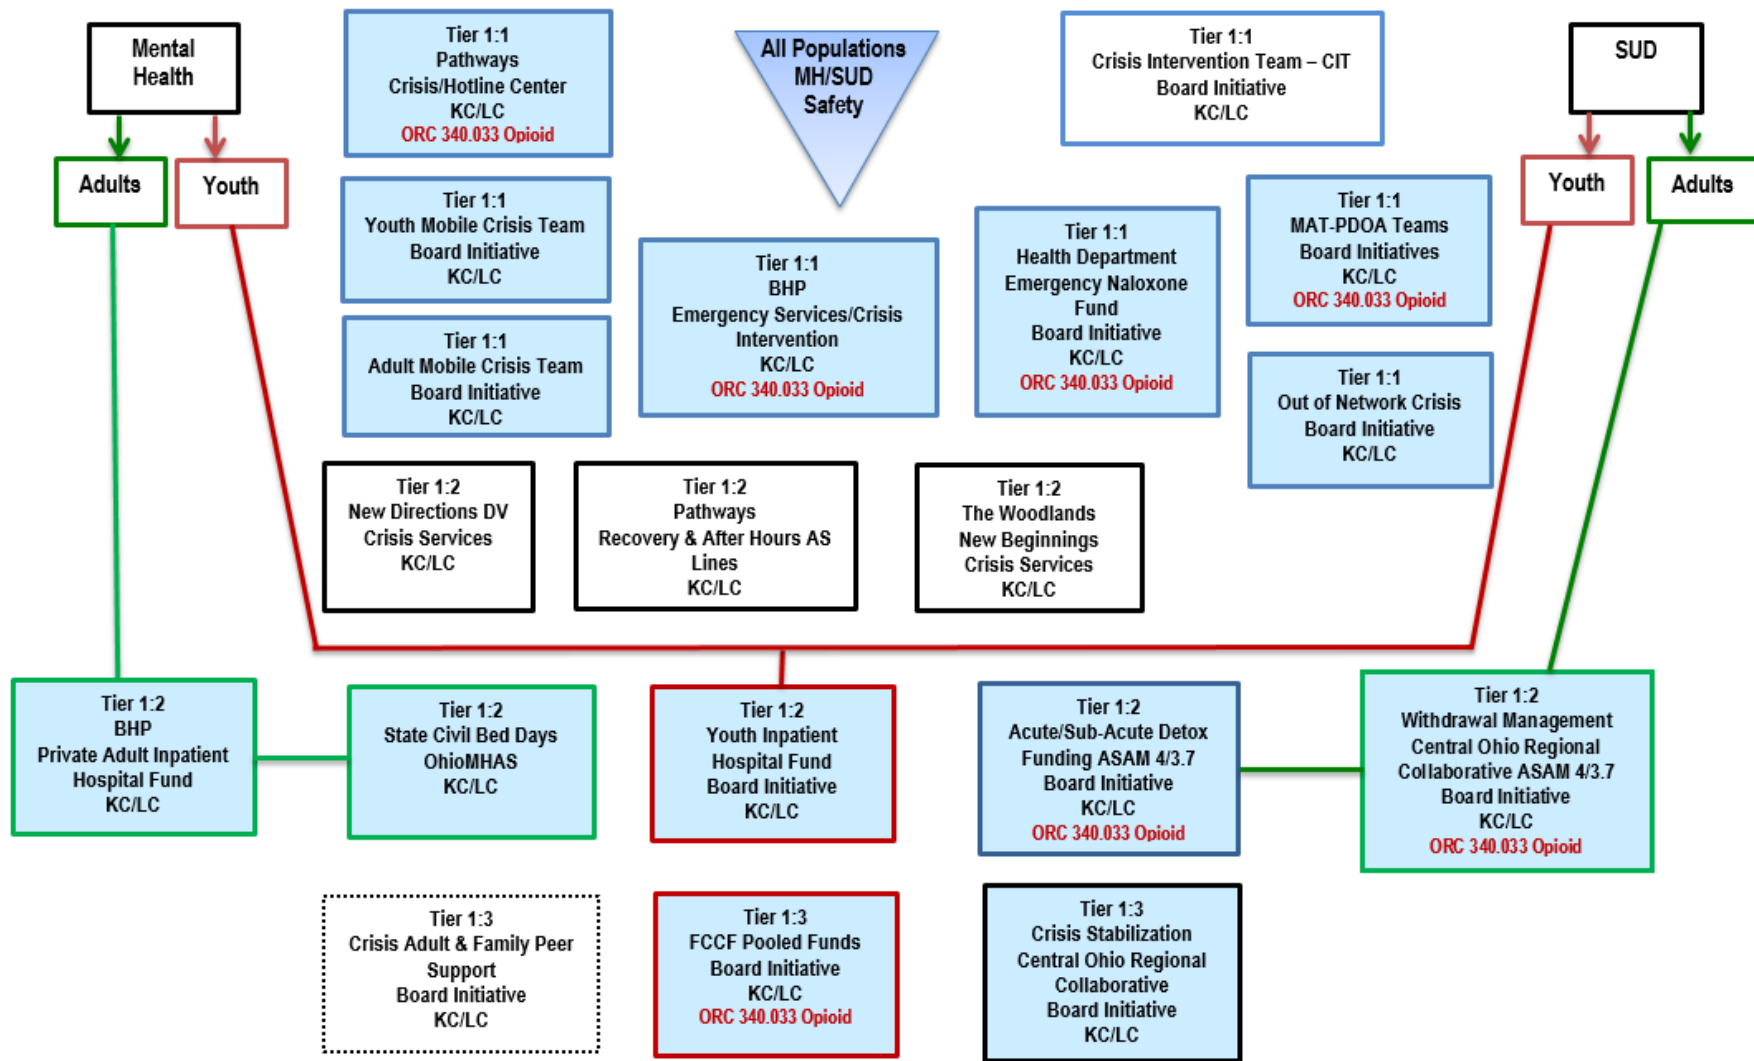 Mental
Health
Tier 1:1
Pathways
Crisis/Hotline Center
KC/LC
ORC 340.033 Opioid
All Populations
MH/SUD
Safety
Tier 1:1
Crisis Intervention Team – CIT
Board Initiative
KC/LC
SUD
Adults
Youth
Youth
Adults
Tier 1:1
Youth Mobile Crisis Team
Board Initiative
KC/LC
Tier 1:1
BHP
Emergency Services/Crisis
Intervention
KC/LC
ORC 340.033 Opioid
Tier 1:1
Health Department
Emergency Naloxone
Fund
Board Initiative
KC/LC
ORC 340.033 Opioid
Tier 1:1
MAT-PDOA Teams
Board Initiatives
KC/LC
ORC 340.033 Opioid
Tier 1:1
Adult Mobile Crisis Team
Board Initiative
KC/LC
Tier 1:1
Out of Network Crisis
Board Initiative
KC/LC
Tier 1:2
New Directions DV
Crisis Services
KC/LC
Tier 1:2
Pathways
Recovery & After Hours AS
Lines
KC/LC
Tier 1:2
The Woodlands
New Beginnings
Crisis Services
KC/LC
Tier 1:2
BHP
Private Adult Inpatient
Hospital Fund
KC/LC
Tier 1:2
State Civil Bed Days
OhioMHAS
KC/LC
Tier 1:2
Youth Inpatient
Hospital Fund
Board Initiative
KC/LC
Tier 1:2
Acute/Sub-Acute Detox
Funding ASAM 4/3.7
Board Initiative
KC/LC
ORC 340.033 Opioid
Tier 1:2
Withdrawal Management
Central Ohio Regional
Collaborative ASAM 4/3.7
Board Initiative
KC/LC
ORC 340.033 Opioid
Tier 1:3
Crisis Adult & Family Peer
Support
Board Initiative
KC/LC
Tier 1:3
FCCF Pooled Funds
Board Initiative
KC/LC
ORC 340.033 Opioid
Tier 1:3
Crisis Stabilization
Central Ohio Regional
Collaborative
Board Initiative
KC/LC